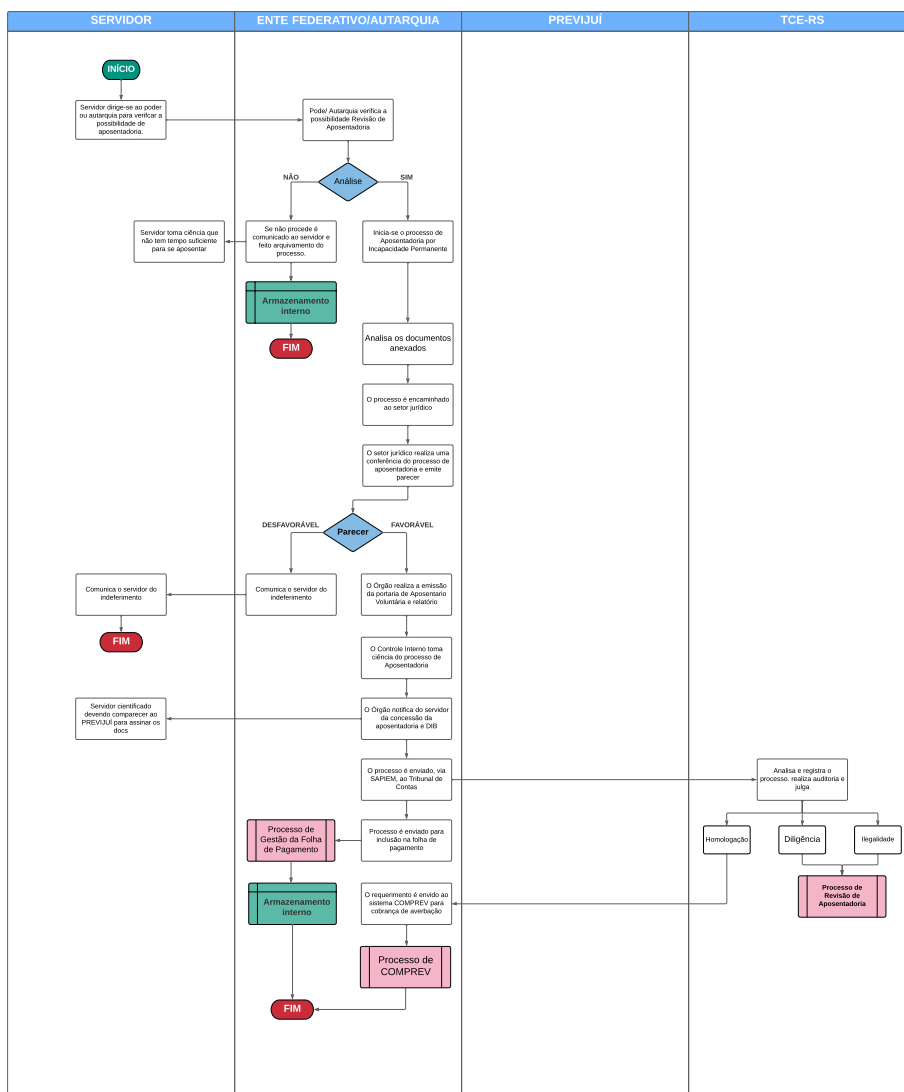 SERVIDOR
ENTE FEDERATIVO/AUTARQUIA
PREVIJUÍ
TCE-RS
INÍCIO
Servidor dirige-se ao poder
ou autarquia para verifcar a
possibilidade de
aposentadoria.
Pode/ Autarquia verifica a
possibilidade Revisão de
Aposentadoria
Análise
NÃO
SIM
Servidor toma ciência que
não tem tempo suficiente
para se aposentar
Se não procede é
comunicado ao servidor e
feito arquivamento do
processo.
Inicia-se o processo de
Aposentadoria por
Incapacidade Permanente
Armazenamento
interno
FIM
Analisa os documentos
anexados
O processo é encaminhado
ao setor jurídico
O setor jurídico realiza uma
conferência do processo de
aposentadoria e emite
parecer
DESFAVORÁVEL
FAVORÁVEL
Parecer
Comunica o servidor do
indeferimento
Comunica o servidor do
indeferimento
O Órgão realiza a emissão
da portaria de Aposentario
Voluntária e relatório
FIM
O Controle Interno toma
ciência do processo de
Aposentadoria
Servidor cientificado
devendo comparecer ao
PREVIJUÍ para assinar os
docs
O Órgão notifica do servidor
da concessão da
aposentadoria e DIB
O processo é enviado, via
SAPIEM, ao Tribunal de
Contas
Analisa e registra o
processo. realiza auditoria e
julga
Processo de
Gestão da Folha
de Pagamento
Processo é enviado para
inclusão na folha de
pagamento
Homologação
Diligência
Ilegalidade
Armazenamento
interno
O requerimento é envido ao
sistema COMPREV para
cobrança de averbação
Processo de
Revisão de
Aposentadoria
Processo de
COMPREV
FIM